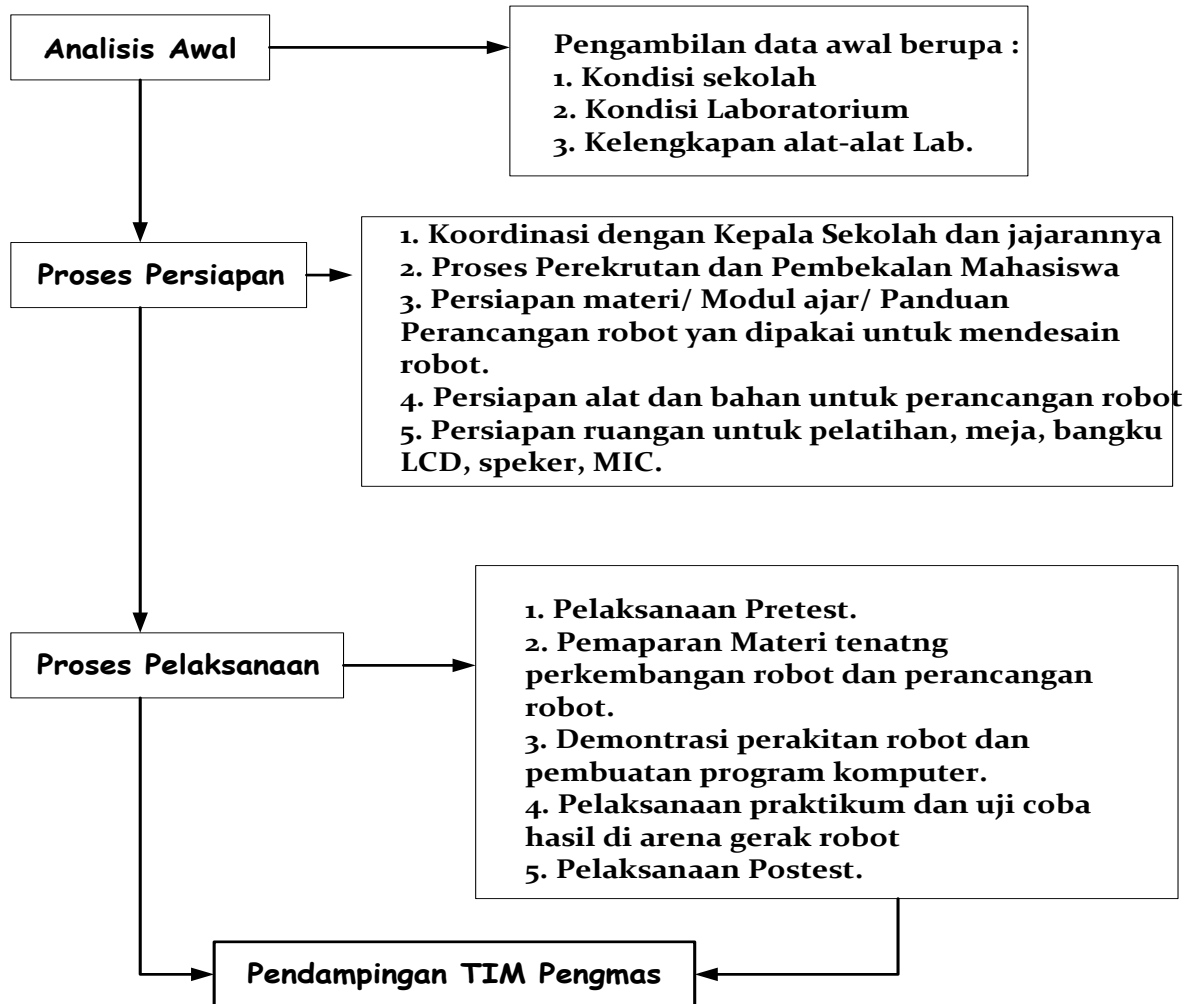 Analisis Awal
Pengambilan data awal berupa :
1. Kondisi sekolah
2. Kondisi Laboratorium
3. Kelengkapan alat-alat Lab.
Proses Persiapan
1. Koordinasi dengan Kepala Sekolah dan jajarannya
2. Proses Perekrutan dan Pembekalan Mahasiswa
3. Persiapan materi/ Modul ajar/ Panduan
Perancangan robot yan dipakai untuk mendesain
robot.
4. Persiapan alat dan bahan untuk perancangan robot
5. Persiapan ruangan untuk pelatihan, meja, bangku
LCD, speker, MIC.
Proses Pelaksanaan
1. Pelaksanaan Pretest.
2. Pemaparan Materi tenatng
perkembangan robot dan perancangan
robot.
3. Demontrasi perakitan robot dan
pembuatan program komputer.
4. Pelaksanaan praktikum dan uji coba
hasil di arena gerak robot
5. Pelaksanaan Postest.
Pendampingan TIM Pengmas